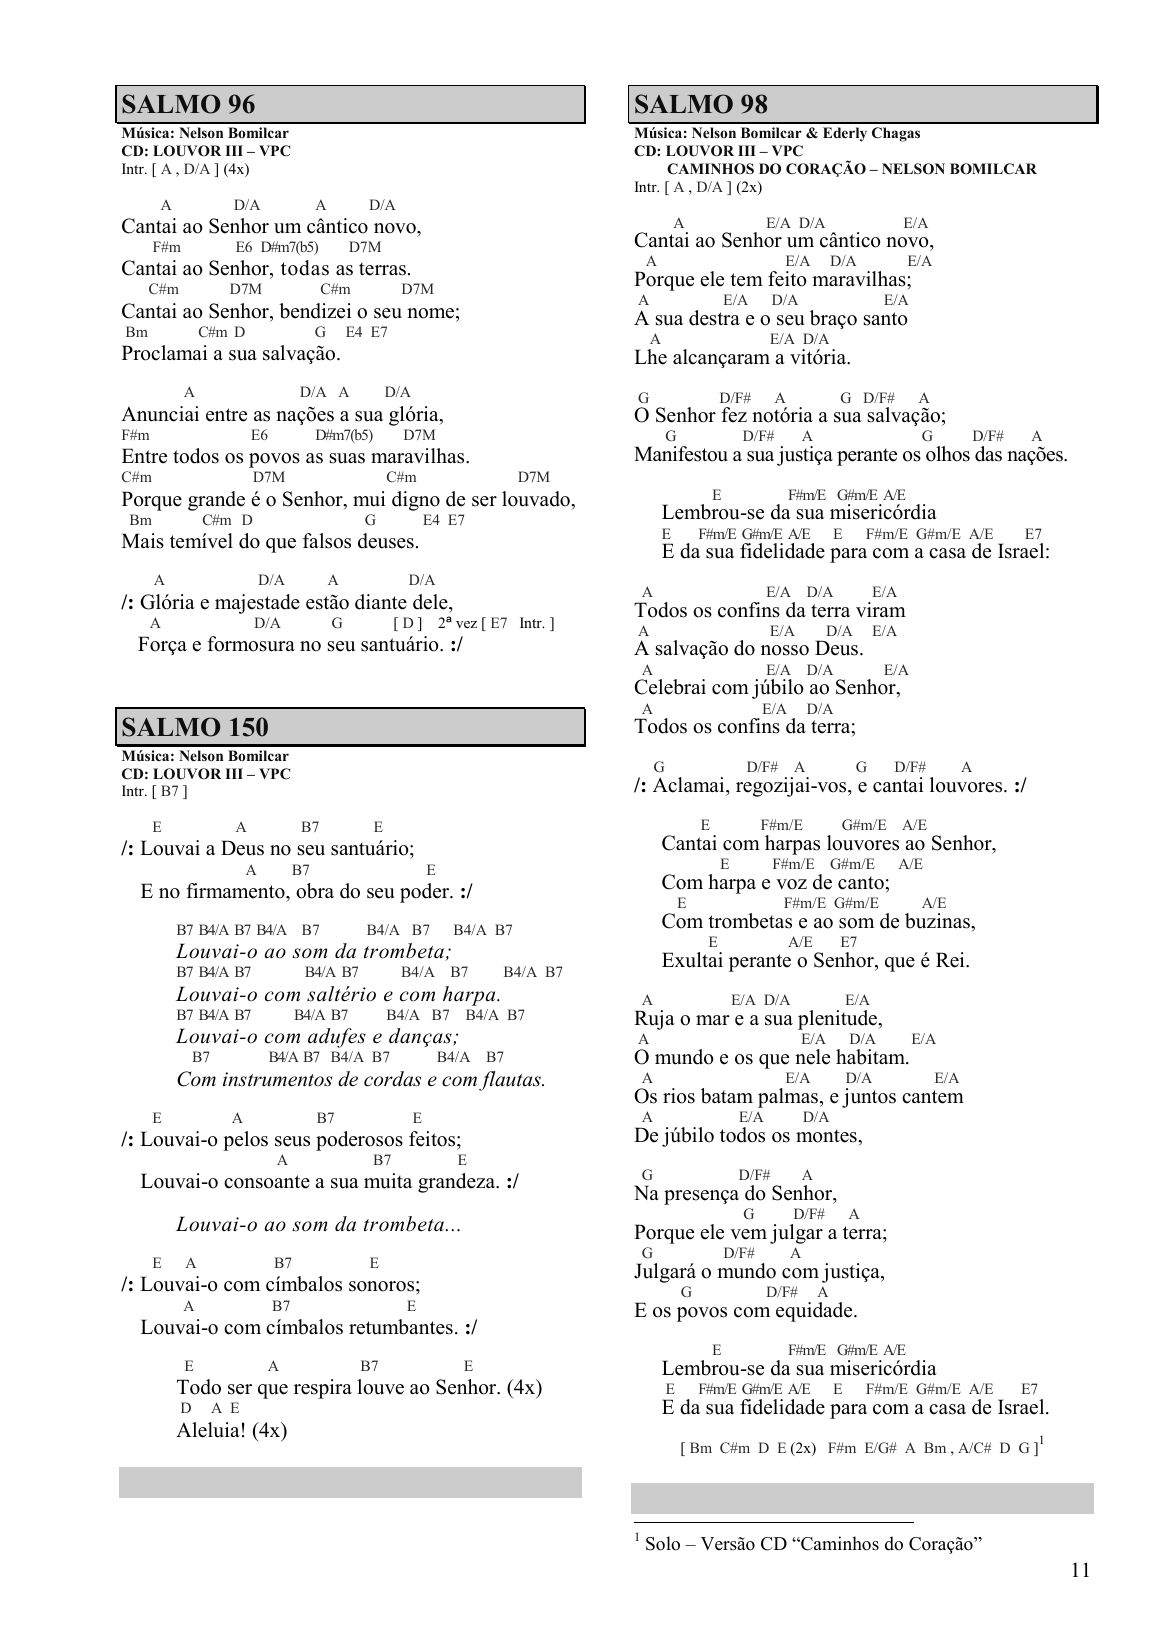 SALMO 96
Música: Nelson Bomilcar
CD: LOUVOR III – VPC
Intr. [ A , D/A ] (4x)
A D/A A D/A
Cantai ao Senhor um cântico novo,
F#m E6 D#m7(b5) D7M
Cantai ao Senhor, todas as terras.
C#m D7M C#m D7M
Cantai ao Senhor, bendizei o seu nome;
Bm C#m D G E4 E7
Proclamai a sua salvação.
A D/A A D/A
Anunciai entre as nações a sua glória,
F#m E6 D#m7(b5) D7M
Entre todos os povos as suas maravilhas.
C#m D7M C#m D7M
Porque grande é o Senhor, mui digno de ser louvado,
Bm C#m D G E4 E7
Mais temível do que falsos deuses.
A D/A A D/A
/: Glória e majestade estão diante dele,
A D/A G [ D ] 2ª vez [ E7 Intr. ]
Força e formosura no seu santuário. :/
SALMO 150
Música: Nelson Bomilcar
CD: LOUVOR III – VPC
Intr. [ B7 ]
E A B7 E
/: Louvai a Deus no seu santuário;
A B7 E
E no firmamento, obra do seu poder. :/
B7 B4/A B7 B4/A B7 B4/A B7 B4/A B7
Louvai-o ao som da trombeta;
B7 B4/A B7 B4/A B7 B4/A B7 B4/A B7
Louvai-o com saltério e com harpa.
B7 B4/A B7 B4/A B7 B4/A B7 B4/A B7
Louvai-o com adufes e danças;
B7 B4/A B7 B4/A B7 B4/A B7
Com instrumentos de cordas e com flautas.
E A B7 E
/: Louvai-o pelos seus poderosos feitos;
A B7 E
Louvai-o consoante a sua muita grandeza. :/
Louvai-o ao som da trombeta...
E A B7 E
/: Louvai-o com címbalos sonoros;
A B7 E
Louvai-o com címbalos retumbantes. :/
E A B7 E
Todo ser que respira louve ao Senhor. (4x)
D A E
Aleluia! (4x)
SALMO 98
Música: Nelson Bomilcar & Ederly Chagas
CD: LOUVOR III – VPC
CAMINHOS DO CORAÇÃO – NELSON BOMILCAR
Intr. [ A , D/A ] (2x)
A E/A D/A E/A
Cantai ao Senhor um cântico novo,
A E/A D/A E/A
Porque ele tem feito maravilhas;
A E/A D/A E/A
A sua destra e o seu braço santo
A E/A D/A
Lhe alcançaram a vitória.
G D/F# A G D/F# A
O Senhor fez notória a sua salvação;
G D/F# A G D/F# A
Manifestou a sua justiça perante os olhos das nações.
E F#m/E G#m/E A/E
Lembrou-se da sua misericórdia
E F#m/E G#m/E A/E E F#m/E G#m/E A/E E7
E da sua fidelidade para com a casa de Israel:
A E/A D/A E/A
Todos os confins da terra viram
A E/A D/A E/A
A salvação do nosso Deus.
A E/A D/A E/A
Celebrai com júbilo ao Senhor,
A E/A D/A
Todos os confins da terra;
G D/F# A G D/F# A
/: Aclamai, regozijai-vos, e cantai louvores. :/
E F#m/E G#m/E A/E
Cantai com harpas louvores ao Senhor,
E F#m/E G#m/E A/E
Com harpa e voz de canto;
E F#m/E G#m/E A/E
Com trombetas e ao som de buzinas,
E A/E E7
Exultai perante o Senhor, que é Rei.
A E/A D/A E/A
Ruja o mar e a sua plenitude,
A E/A D/A E/A
O mundo e os que nele habitam.
A E/A D/A E/A
Os rios batam palmas, e juntos cantem
A E/A D/A
De júbilo todos os montes,
G D/F# A
Na presença do Senhor,
G D/F# A
Porque ele vem julgar a terra;
G D/F# A
Julgará o mundo com justiça,
G D/F# A
E os povos com equidade.
E F#m/E G#m/E A/E
Lembrou-se da sua misericórdia
E F#m/E G#m/E A/E E F#m/E G#m/E A/E E7
E da sua fidelidade para com a casa de Israel.
[ Bm C#m D E (2x) F#m E/G# A Bm , A/C# D G ]1
1 Solo – Versão CD “Caminhos do Coração”
11